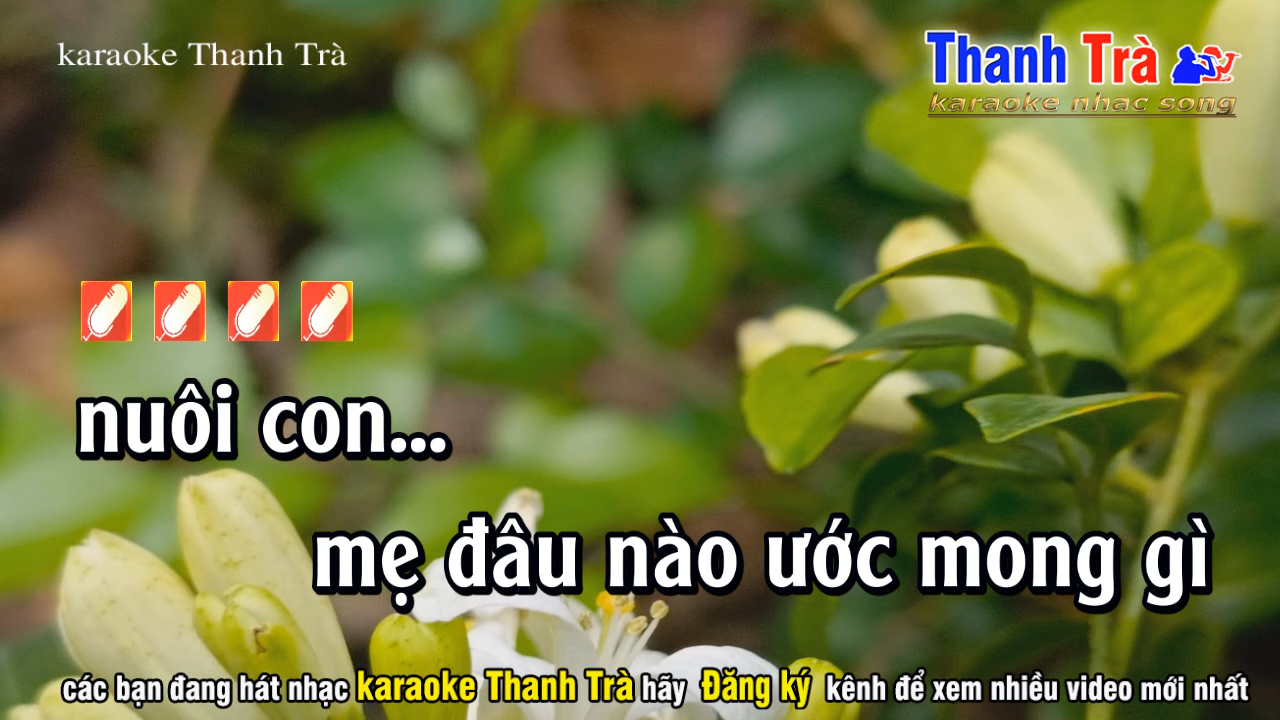 karaoke Thanh Trà
Thanh Trà
karaoke nhac song
nuôi con...
mẹ đâu nào ước mong gì
các bạn đang hát nhạc karaoke Thanh Trà hãy Đăng ký kênh để xem nhiều video mới nhất